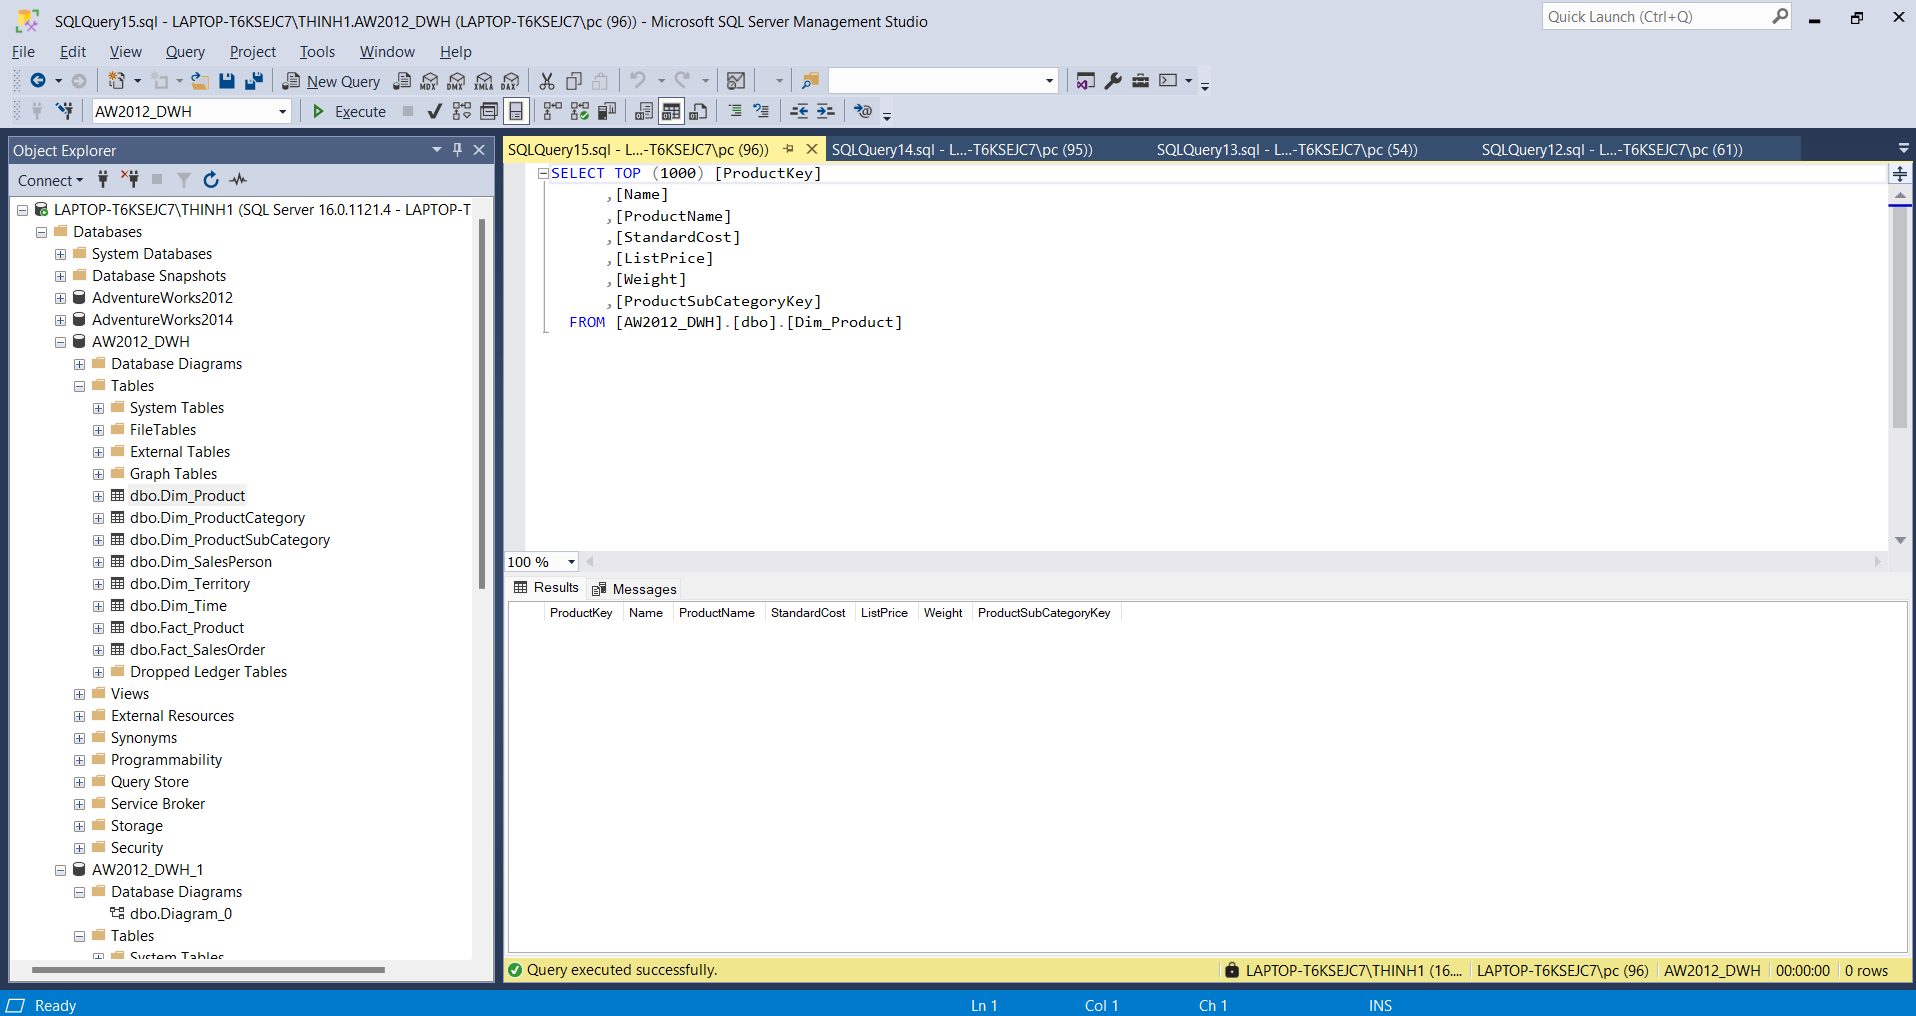 SQLQuery15.sql - LAPTOP-T6KSEJC7\THINH1.AW2012_DWH (LAPTOP-T6KSEJC7\pc (96)) - Microsoft SQL Server Management Studio
Quick Launch (Ctrl+Q)
File Edit View Query Project Tools Window Help
New Query MDX DMX XMLA DAX
AW2012_DWH Execute
Object Explorer
Connect
LAPTOP-T6KSEJC7\THINH1 (SQL Server 16.0.1121.4 - LAPTOP-T
Databases
System Databases
Database Snapshots
AdventureWorks2012
AdventureWorks2014
AW2012_DWH
Database Diagrams
Tables
System Tables
FileTables
External Tables
Graph Tables
dbo.Dim_Product
dbo.Dim_ProductCategory
dbo.Dim_ProductSubCategory
dbo.Dim_SalesPerson
dbo.Dim_Territory
dbo.Dim_Time
dbo.Fact_Product
dbo.Fact_SalesOrder
Dropped Ledger Tables
Views
External Resources
Synonyms
Programmability
Query Store
Service Broker
Storage
Security
AW2012_DWH_1
Database Diagrams
dbo.Diagram_0
Tables
System Tables
SQLQuery15.sql - L...-T6KSEJC7\pc (96)) SQLQuery14.sql - L...-T6KSEJC7\pc (95)) SQLQuery13.sql - L...-T6KSEJC7\pc (54)) SQLQuery12.sql - L...-T6KSEJC7\pc (61))
SELECT TOP (1000) [ProductKey]
,[Name]
,[ProductName]
,[StandardCost]
,[ListPrice]
,[Weight]
,[ProductSubCategoryKey]
FROM [AW2012_DWH].[dbo].[Dim_Product]
100 %
Results Messages
ProductKey Name ProductName StandardCost ListPrice Weight ProductSubCategoryKey
Query executed successfully. LAPTOP-T6KSEJC7\THINH1 (16.... LAPTOP-T6KSEJC7\pc (96) AW2012_DWH 00:00:00 0 rows
Ready Ln 1 Col 1 Ch 1 INS